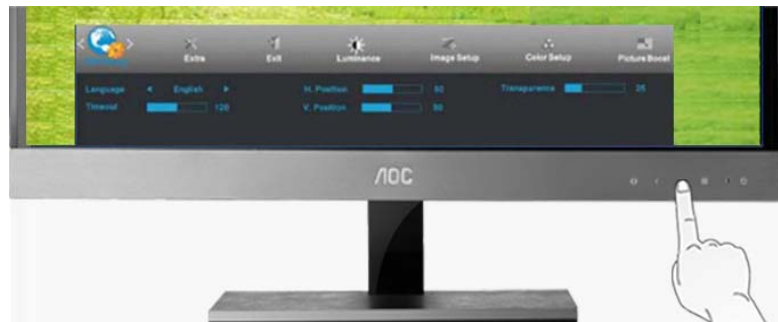 Extra Exit Luminance Image Setup Color Setup Picture Boost
Language English H. Position 50 Transparence 25
Timeout 120 V. Position 50
AOC